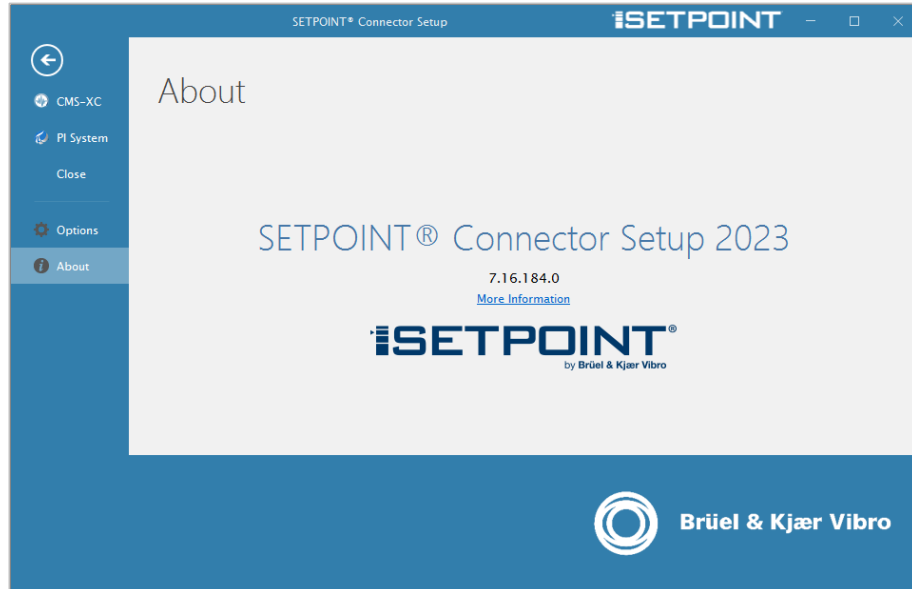 SETPOINT® Connector Setup
SETPOINT
CMS-XC
PI System
Close
Options
About
About
SETPOINT® Connector Setup 2023
7.16.184.0
More Information
SETPOINT®
by Brüel & Kjær Vibro
Brüel & Kjær Vibro